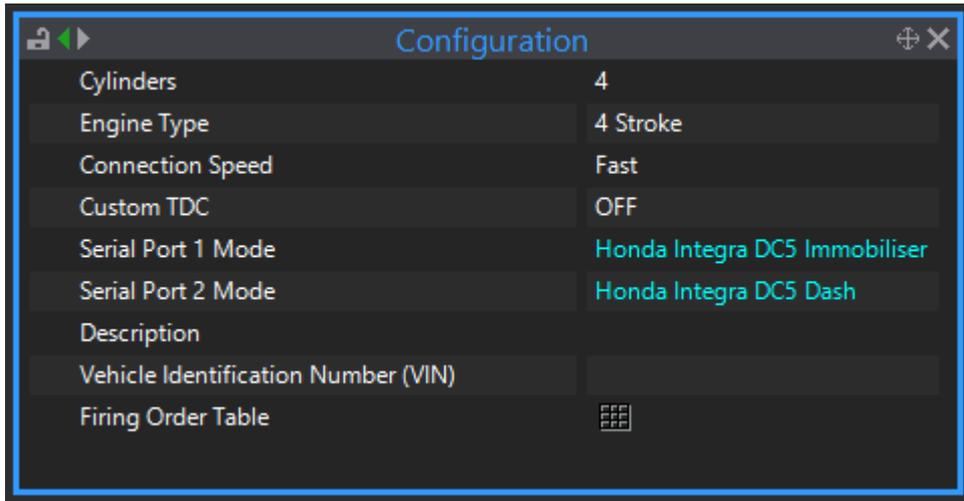 Configuration
Cylinders 4
Engine Type 4 Stroke
Connection Speed Fast
Custom TDC OFF
Serial Port 1 Mode Honda Integra DC5 Immobiliser
Serial Port 2 Mode Honda Integra DC5 Dash
Description
Vehicle Identification Number (VIN)
Firing Order Table